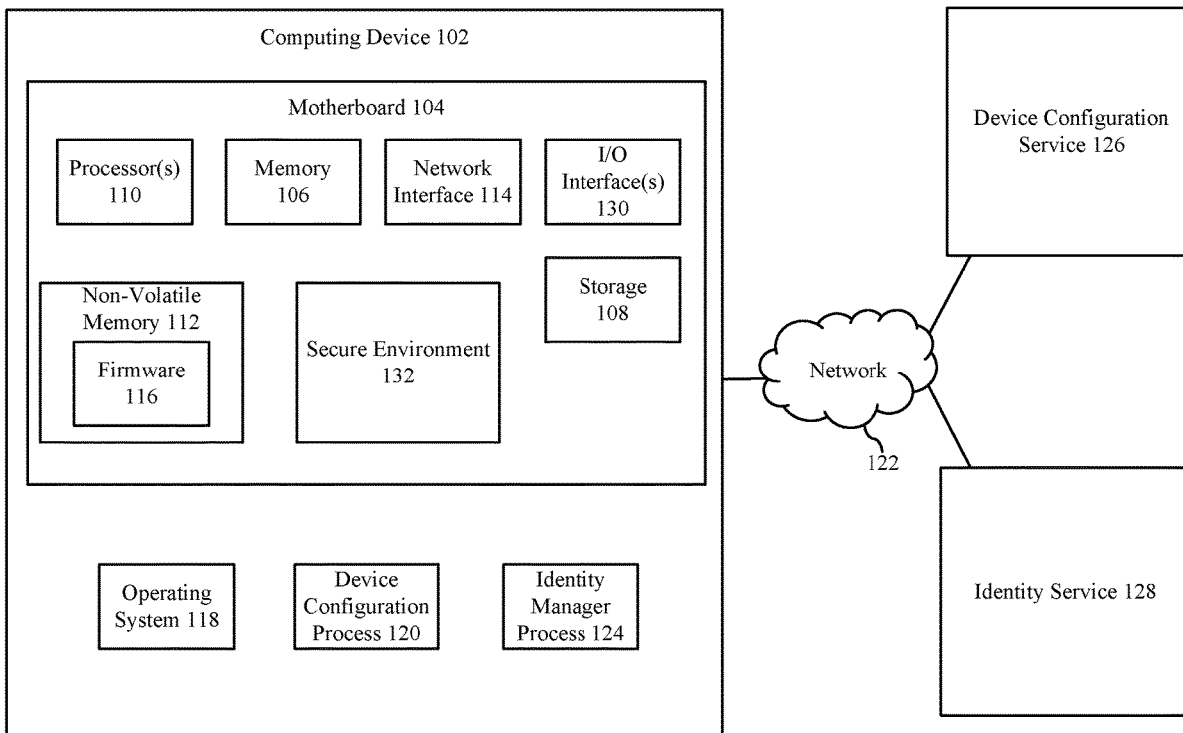 Computing Device 102
Motherboard 104
Processor(s)
110
Memory
106
Network
Interface 114
I/O
Interface(s)
130
Non-Volatile
Memory 112
Firmware
116
Secure Environment
132
Storage
108
Operating
System 118
Device
Configuration
Process 120
Identity
Manager
Process 124
Network
122
Device Configuration
Service 126
Identity Service 128